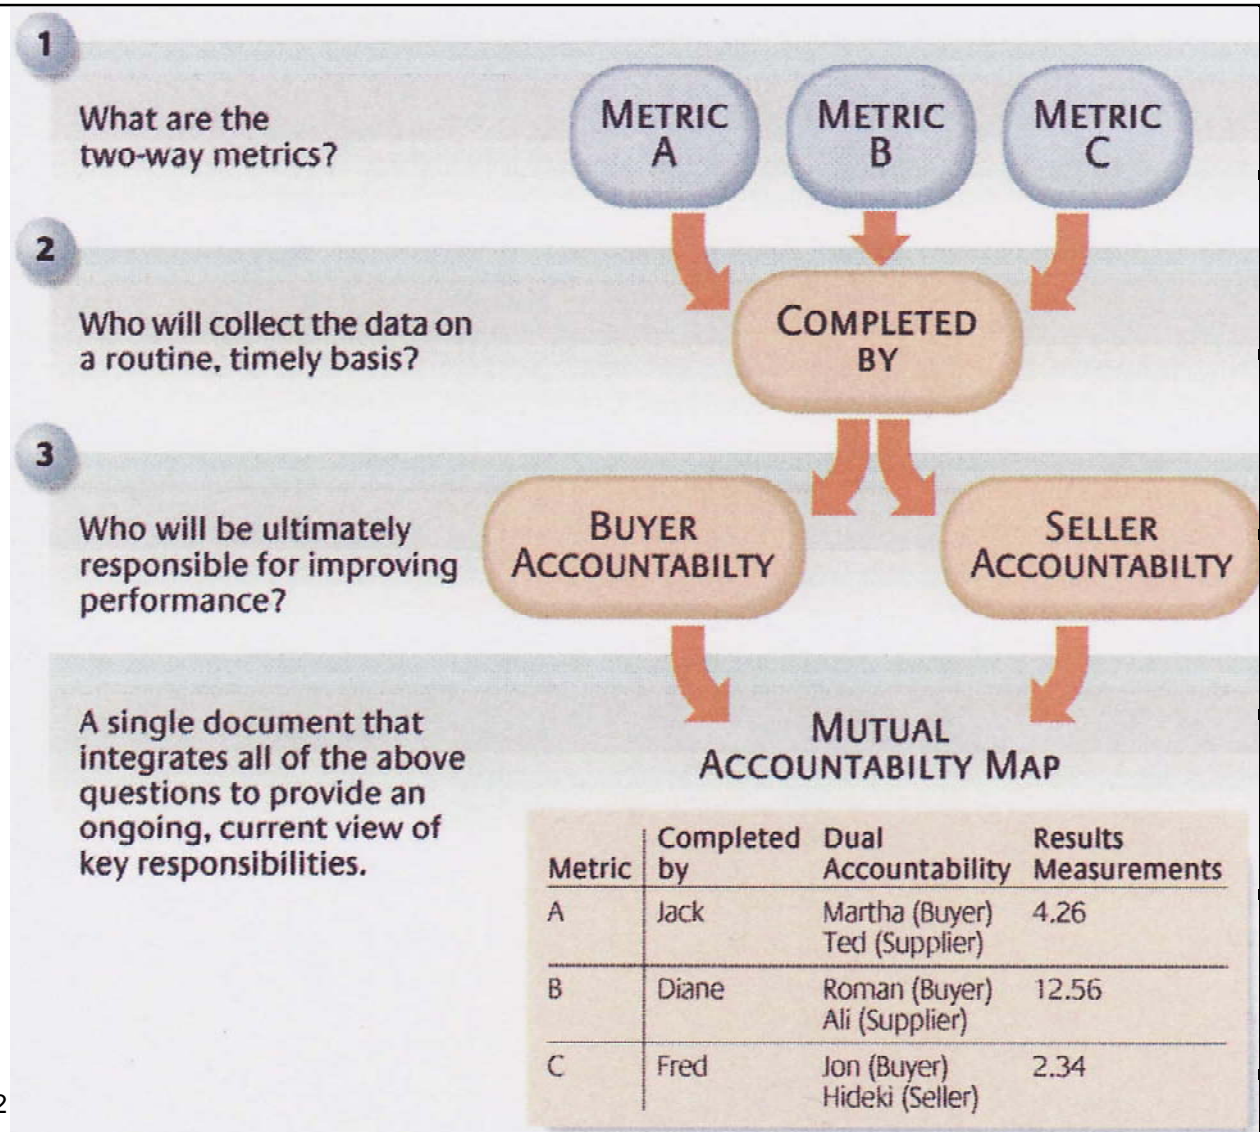 1
What are the
two-way metrics?
METRIC
A
METRIC
B
METRIC
C
2
Who will collect the data on
a routine, timely basis?
COMPLETED
BY
3
Who will be ultimately
responsible for improving
performance?
BUYER
ACCOUNTABILTY
SELLER
ACCOUNTABILTY
A single document that
integrates all of the above
questions to provide an
ongoing, current view of
key responsibilities.
MUTUAL
ACCOUNTABILTY MAP
Metric
Completed
by
Dual
Accountability
Results
Measurements
A Jack Martha (Buyer) 4.26
Ted (Supplier)
B Diane Roman (Buyer) 12.56
Ali (Supplier)
C Fred Jon (Buyer) 2.34
Hideki (Seller)
2